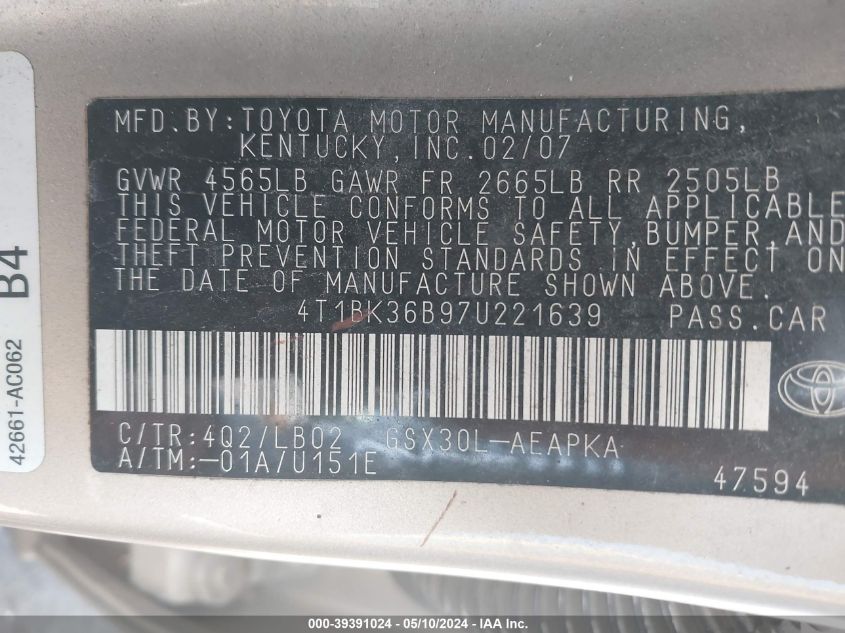 MFD.BY:TOYOTA MOTOR MANUFACTURING,
KENTUCKY,INC.02/07
GVWR 4565LB GAWR FR 2665LB RR 2505LB
THIS VEHICLE CONFORMS TO ALL APPLICABLE
FEDERAL MOTOR VEHICLE SAFETY,BUMPER,AND
THEFT PREVENTION STANDARDS IN EFFECT ON
THE DATE OF MANUFACTURE SHOWN ABOVE.
4T1BK36B97U221639 PASS.CAR
C/TR:4Q2/LB02 GSX30L-AEAPKA
A/TM:-01A/U151E
47594
42661-AC062 B4
000-39391024 | 05/10/2024 | IAA Inc.